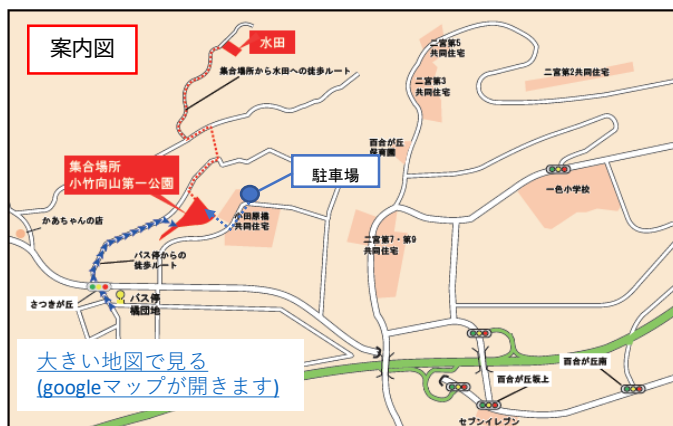 案内図
水田
集合場所から水田への徒歩ルート
二宮第5
共同住宅
二宮第3
共同住宅
二宮第2共同住宅
百合が丘
保育園
集合場所
小竹向山第一公園
駐車場
一色小学校
かあちゃんの店
小田原橘
共同住宅
二宮第7・第9
共同住宅
バス停からの
徒歩ルート
さつきが丘
バス停
橘団地
大きい地図で見る
(googleマップが開きます)
百合が丘南
百合が丘坂上
セブンイレブン